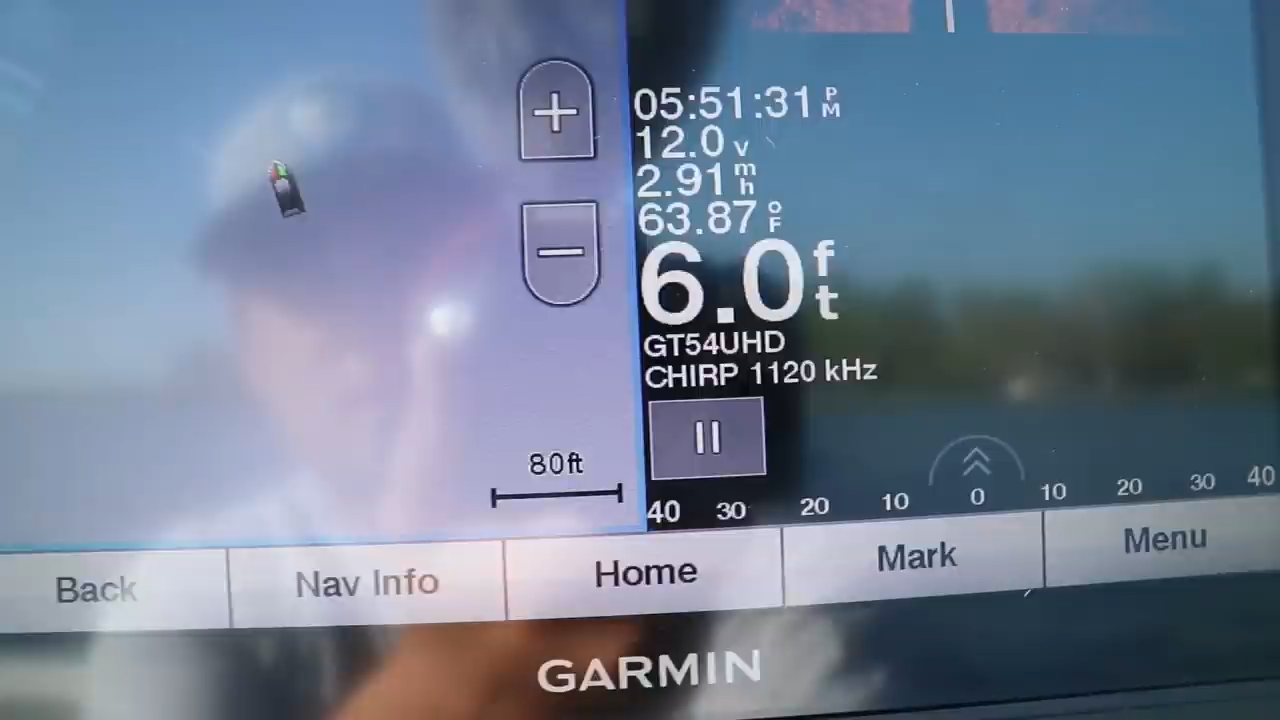 05:51:31 PM
12.0 v
2.91 mh
63.87 °F
6.0 ft
GT54UHD
CHIRP 1120 kHz
80ft
40 30 20 10 0 10 20 30 40
Back Nav Info Home Mark Menu
GARMIN